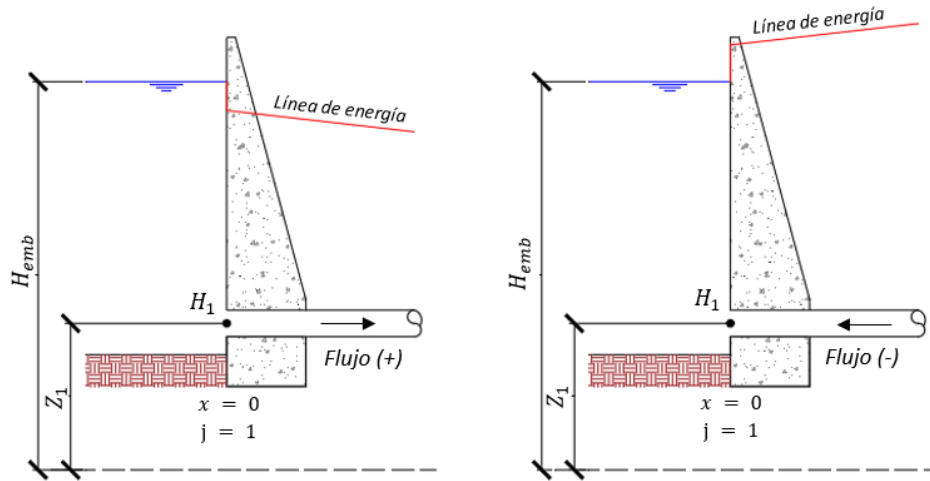 Línea de energía
H_emb
H_1
Flujo (+)
Z_1
x = 0
j = 1
Línea de energía
H_emb
H_1
Flujo (-)
Z_1
x = 0
j = 1